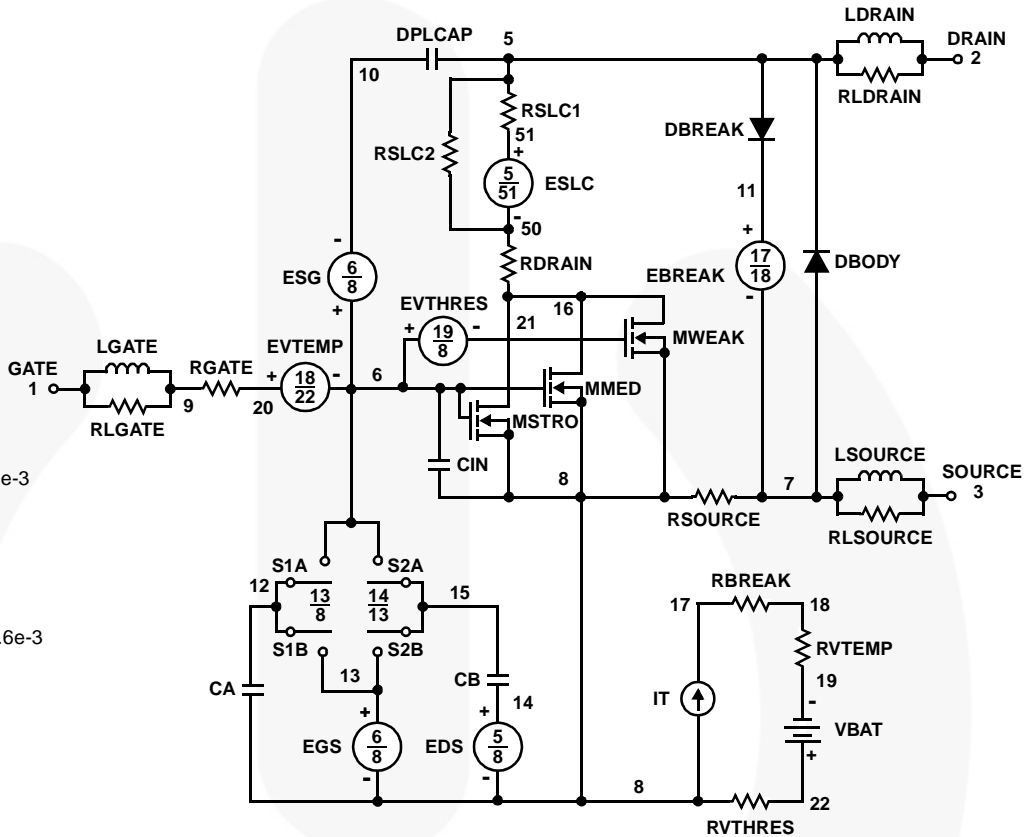 LDRAIN
DPLCAP
5
DRAIN
2
10
RLDRAIN
RSLC1
DBREAK
51
RSLC2
+
5
51
ESLC
11
-
50
-
+
RDRAIN
17
18
DBODY
ESG
6
8
EBREAK
EVTHRES
16
-
+
+
19
8
-
21
MWEAK
LGATE
EVTEMP
GATE
1
RGATE
+
18
22
-
6
MMED
9
20
RLGATE
MSTRO
LSOURCE
CIN
SOURCE
3
e-3
8
7
RSOURCE
RLSOURCE
S1A
S2A
12
13
8
14
13
15
RBREAK
17
18
.6e-3
S1B
S2B
RVTEMP
13
CB
CA
19
14
IT
-
+
+
VBAT
EGS
6
8
EDS
5
8
+
-
-
8
22
RVTHRES